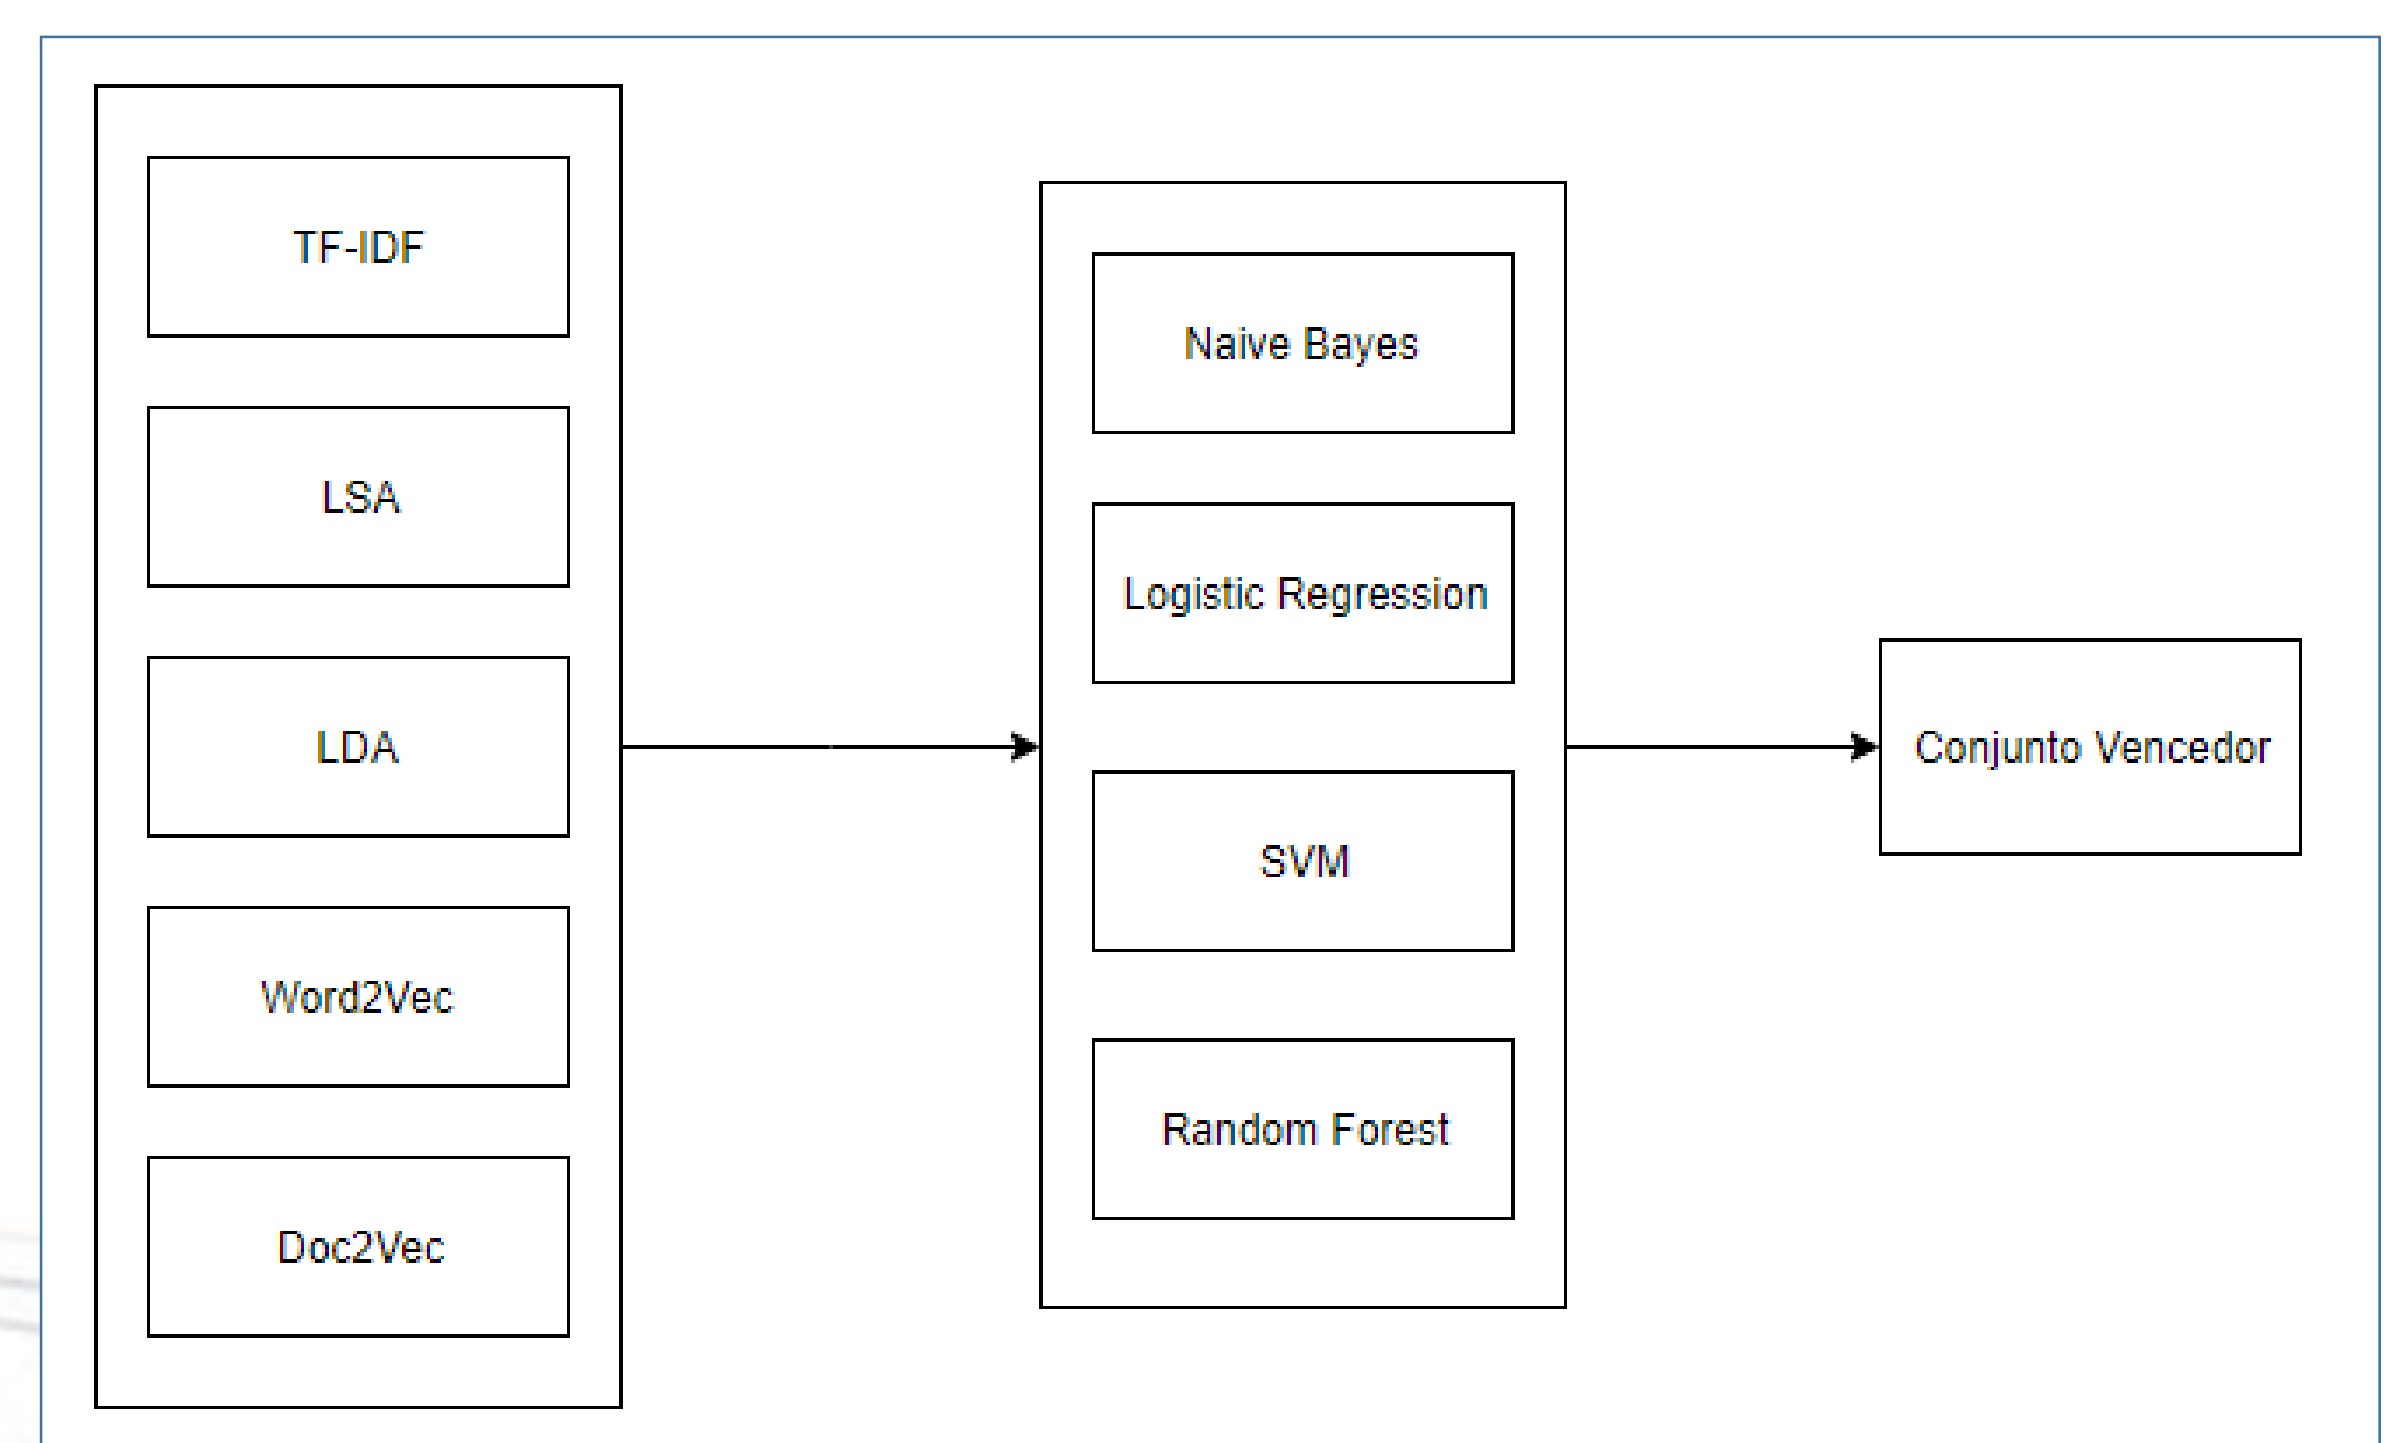 TF-IDF
LSA
LDA
Word2Vec
Doc2Vec
Naive Bayes
Logistic Regression
SVM
Random Forest
Conjunto Vencedor